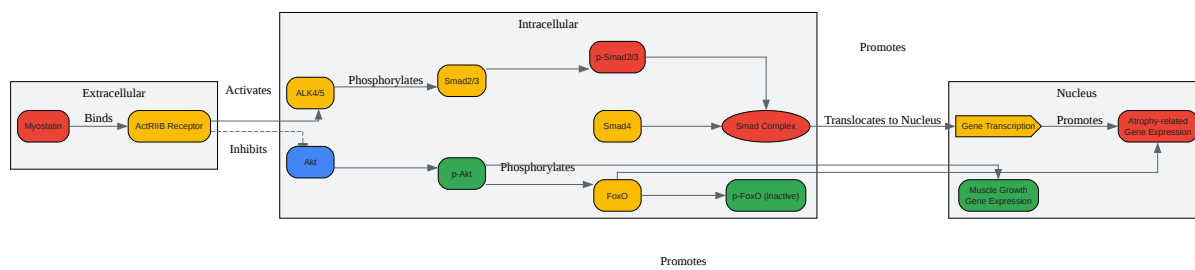 Intracellular
Promotes
p-Smad2/3
Smad2/3
Phosphorylates
ALK4/5
Activates
Extracellular
Nucleus
Myostatin
Binds
ActRIIB Receptor
Smad4
Smad Complex
Translocates to Nucleus
Gene Transcription
Promotes
Atrophy-related
Gene Expression
Inhibits
Akt
p-Akt
Phosphorylates
FoxO
p-FoxO (inactive)
Muscle Growth
Gene Expression
Promotes